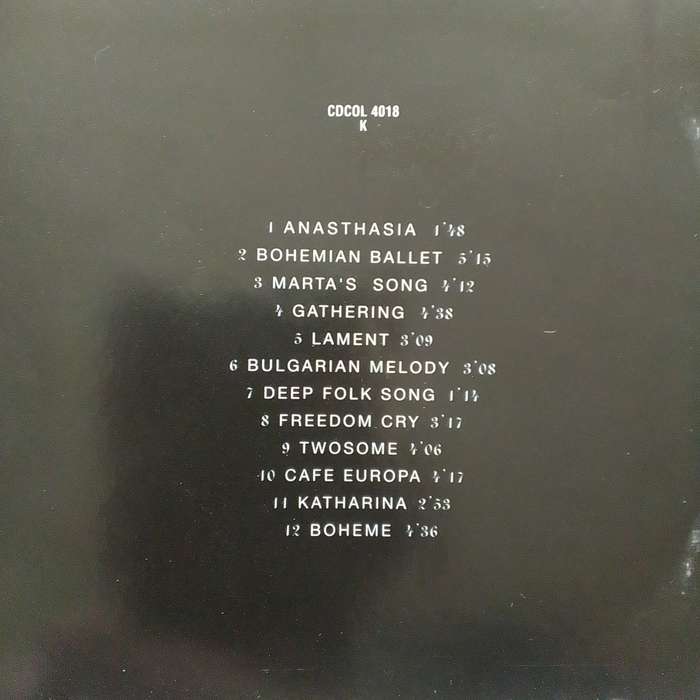 CDCOL 4018
K
1 ANASTHASIA 1'48
2 BOHEMIAN BALLET 5'15
3 MARTA'S SONG 4'12
4 GATHERING 4'38
5 LAMENT 3'09
6 BULGARIAN MELODY 3'08
7 DEEP FOLK SONG 1'14
8 FREEDOM CRY 3'17
9 TWOSOME 4'06
10 CAFE EUROPA 4'17
11 KATHARINA 2'53
12 BOHEME 4'36